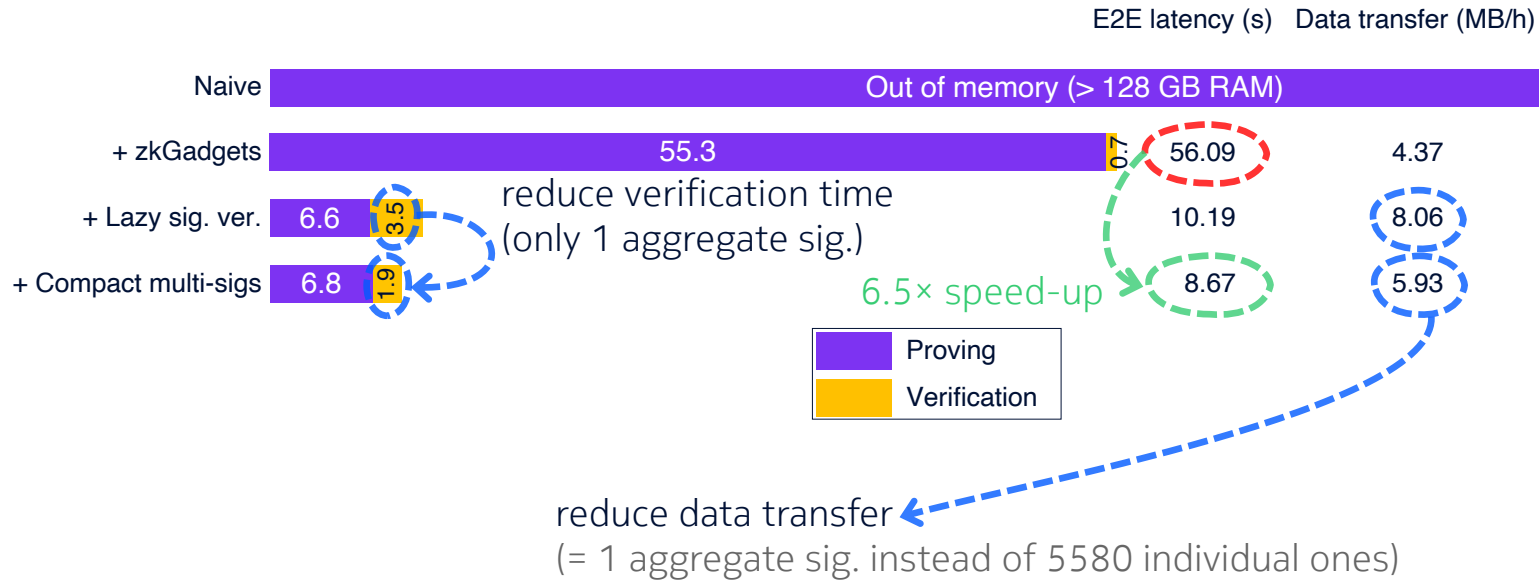 E2E latency (s) Data transfer (MB/h)
Naive Out of memory (> 128 GB RAM)
+ zkGadgets 55.3 0.7 56.09 4.37
reduce verification time
+ Lazy sig. ver. 6.6 3.5 10.19 8.06
(only 1 aggregate sig.)
+ Compact multi-sigs 6.8 1.9 8.67 5.93
6.5× speed-up
Proving
Verification
reduce data transfer
(= 1 aggregate sig. instead of 5580 individual ones)